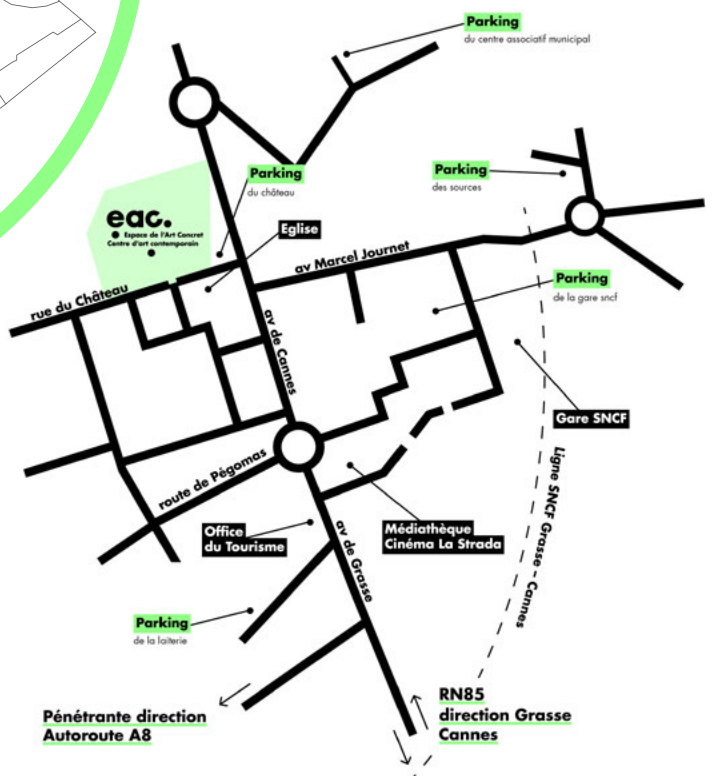 Parking
du centre associatif municipal
Parking
du château
Parking
des sources
eac.
Espace de l'Art Concret
Centre d'art contemporain
Eglise
av Marcel Journet
rue du Château
Parking
de la gare sncf
av de Cannes
Gare SNCF
route de Pégomas
Ligne SNCF Grasse - Cannes
Office
du Tourisme
Médiathèque
Cinéma La Strada
av de Grasse
Parking
de la laiterie
RN85
direction Grasse
Cannes
Pénétrante direction
Autoroute A8